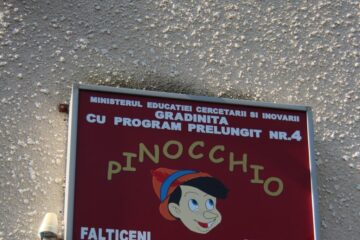 MINISTERUL EDUCATIEI CERCETARII SI INOVARII
GRADINITA
CU PROGRAM PRELUNGIT NR.4
PINOCCHIO
FALTICENI